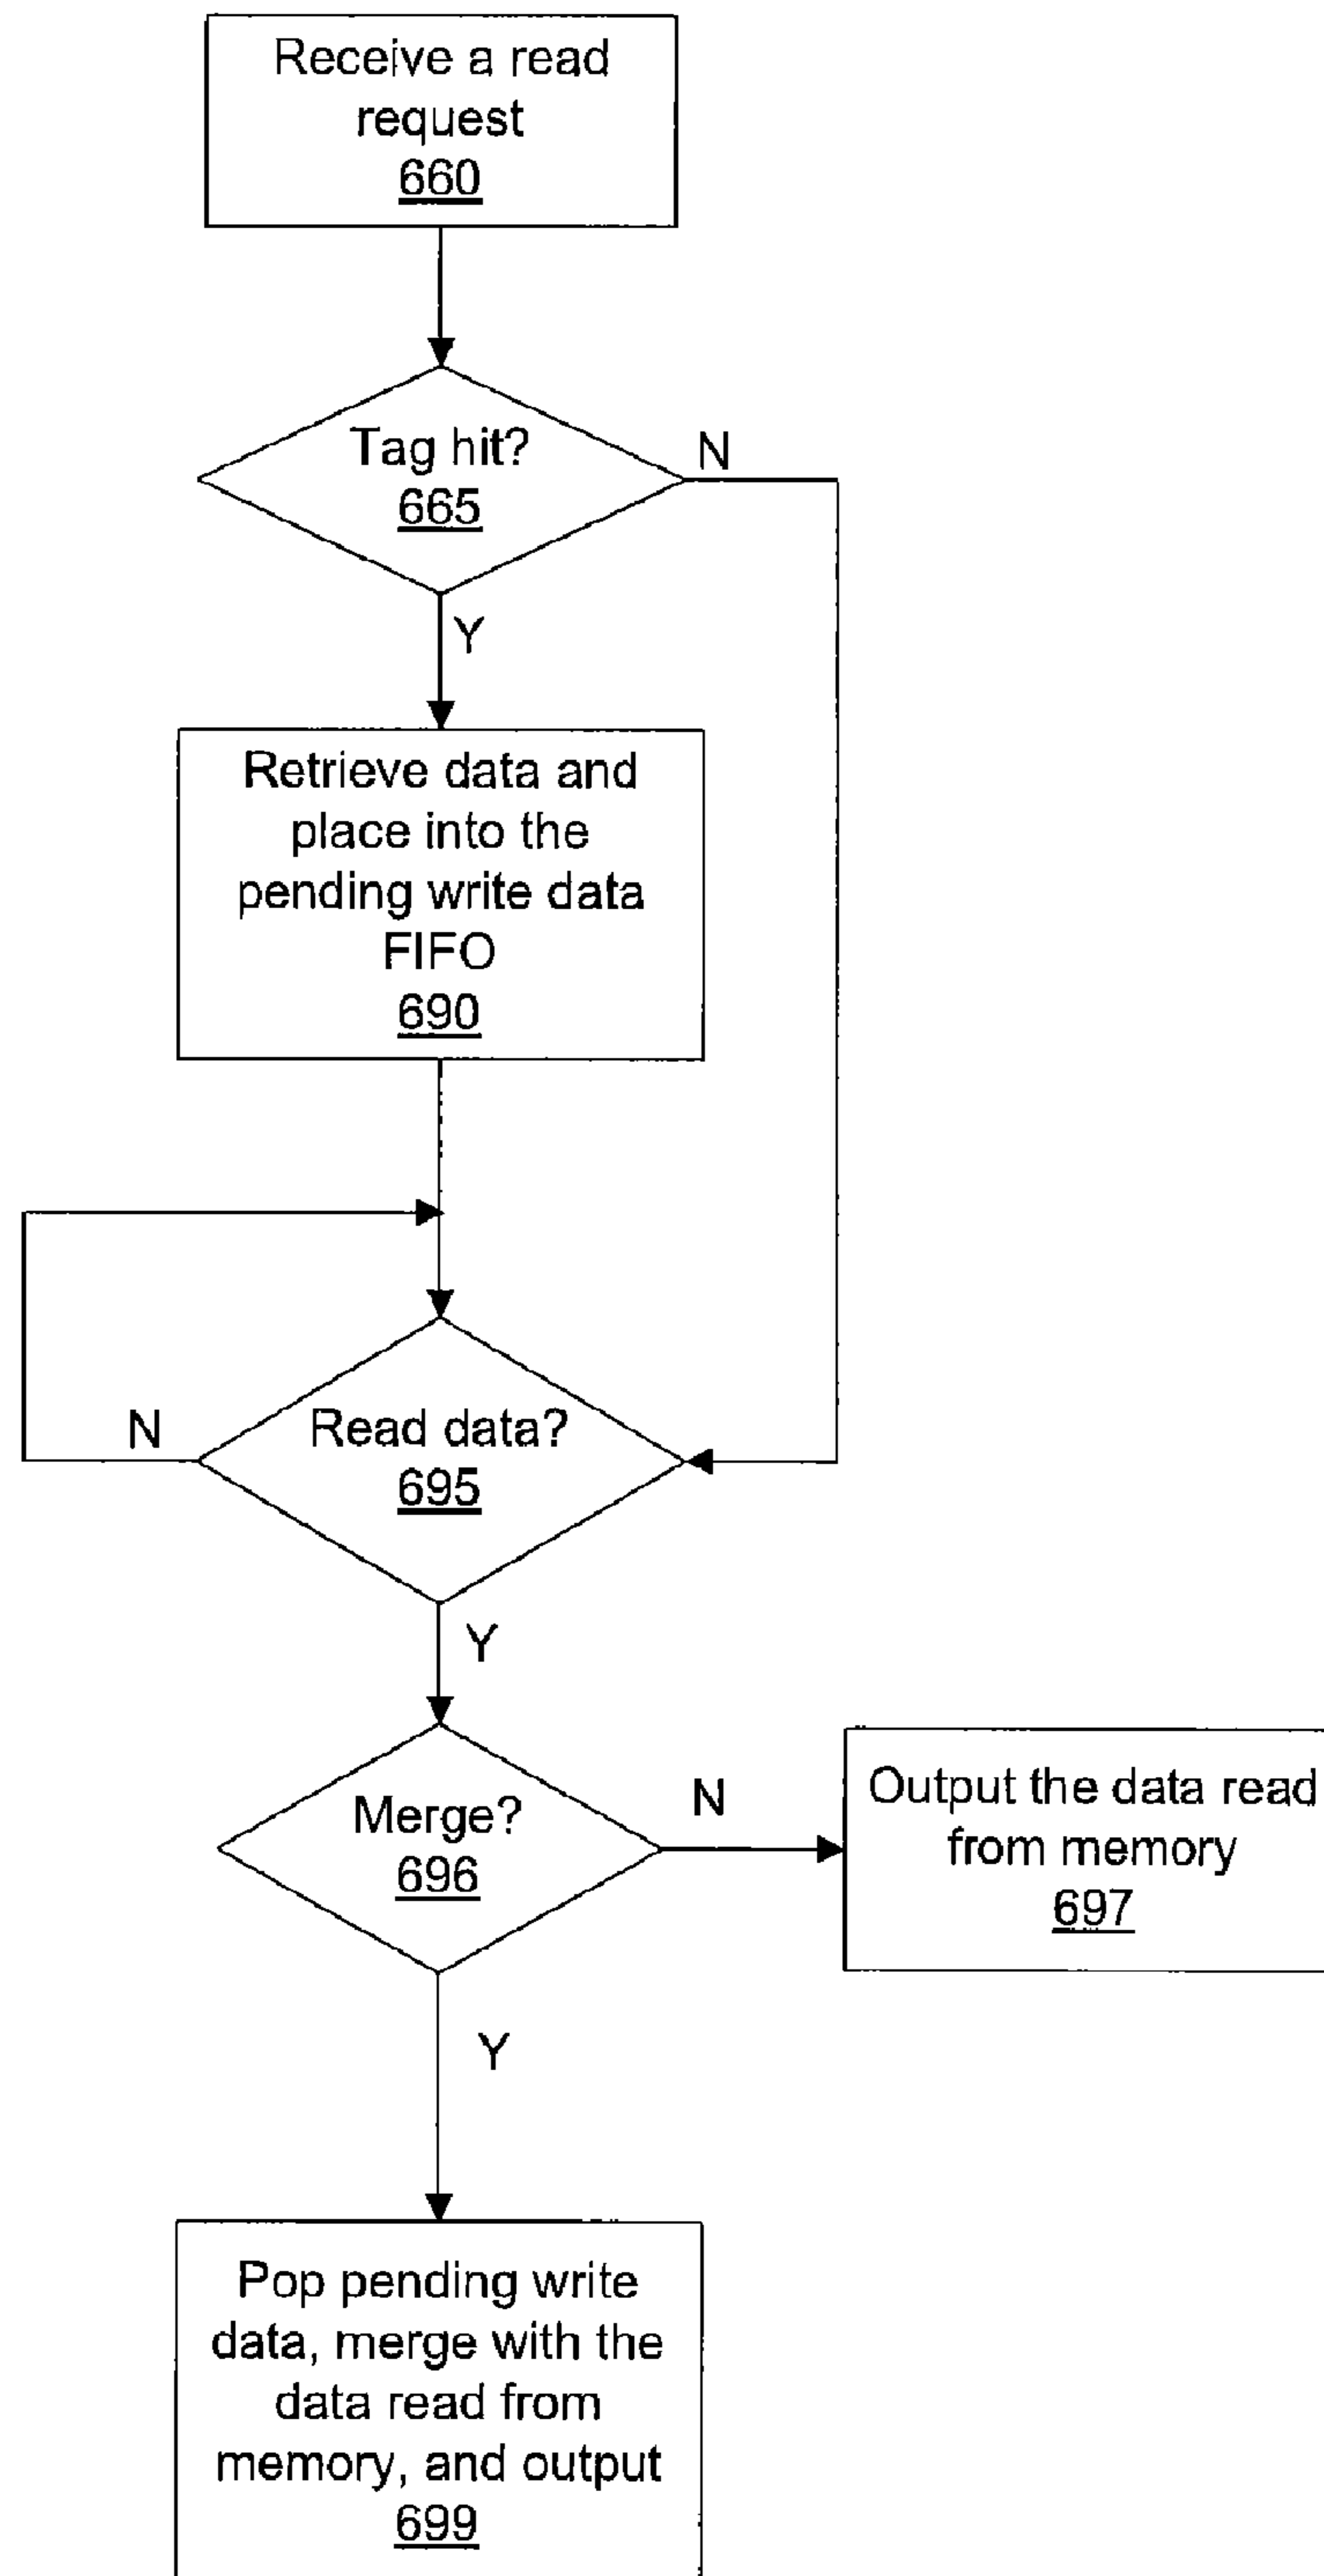 Receive a read
request
660
Tag hit?
665
N
Y
Retrieve data and
place into the
pending write data
FIFO
690
N
Read data?
695
Y
Merge?
696
N
Output the data read
from memory
697
Y
Pop pending write
data, merge with the
data read from
memory, and output
699